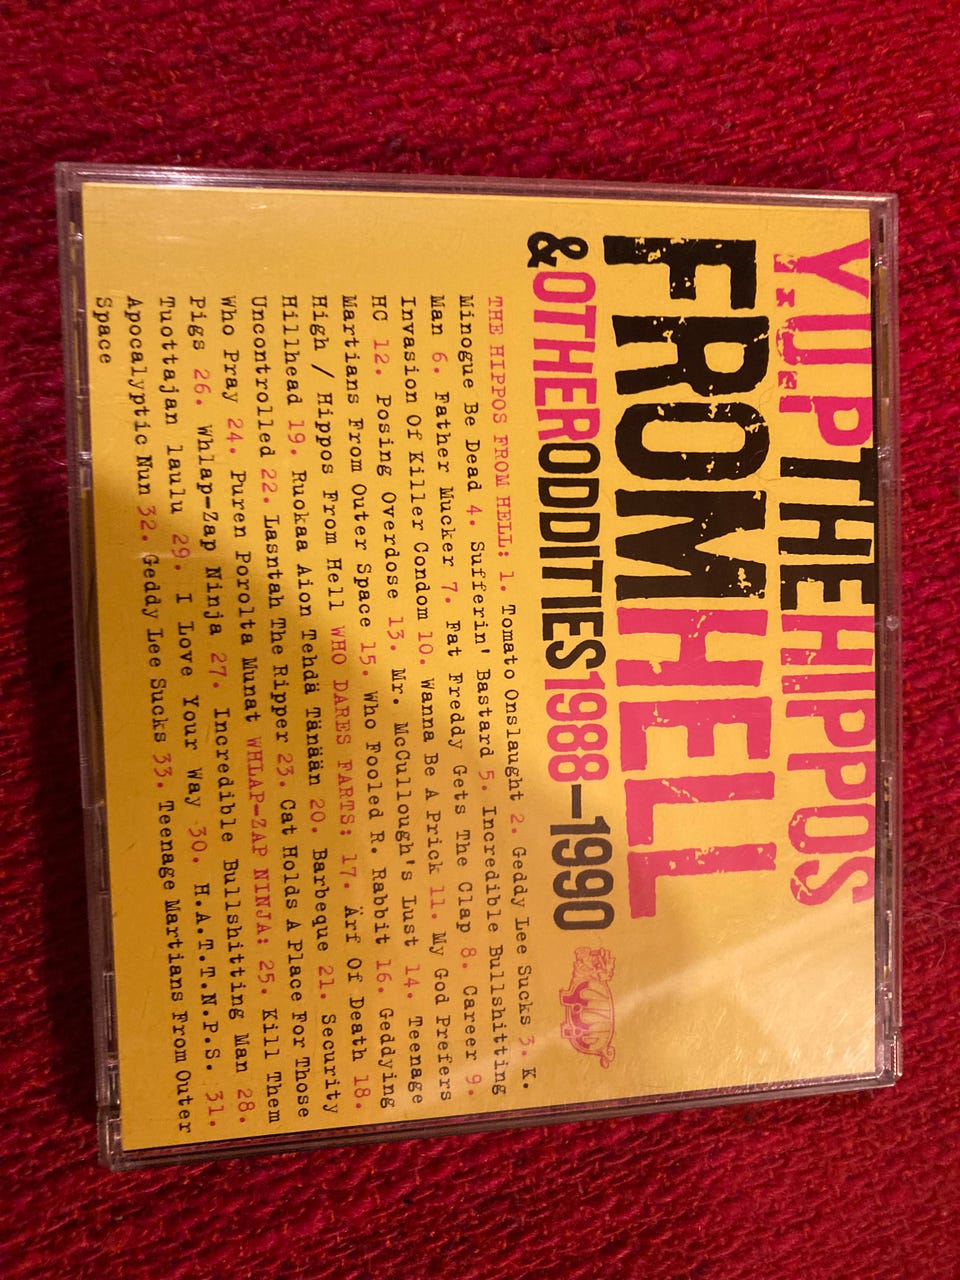 YUP THE HIPPOS
FROM HELL
& OTHER ODDITIES 1988-1990
THE HIPPOS FROM HELL: 1. Tomato Onslaught 2. Geddy Lee Sucks 3. K.
Minogue Be Dead 4. Sufferin' Bastard 5. Incredible Bullshitting
Man 6. Father Mucker 7. Fat Freddy Gets The Clap 8. Career 9.
Invasion Of Killer Condom 10. Wanna Be A Prick 11. My God Prefers
HC 12. Posing Overdose 13. Mr. McCullough's Lust 14. Teenage
Martians From Outer Space 15. Who Fooled R. Rabbit 16. Geddying
High / Hippos From Hell WHO DARES FARTS: 17. Ärf Of Death 18.
Hillhead 19. Ruokaa Aion Tehdä Tänään 20. Barbeque 21. Security
Uncontrolled 22. Lasntah The Ripper 23. Cat Holds A Place For Those
Who Pray 24. Puren Porolta Munat WHLAP-ZAP NINJA: 25. Kill Them
Pigs 26. Whlap-Zap Ninja 27. Incredible Bullshitting Man 28.
Tuottajan laulu 29. I Love Your Way 30. H.A.T.T.N.P.S. 31.
Apocalyptic Nun 32. Geddy Lee Sucks 33. Teenage Martians From Outer
Space